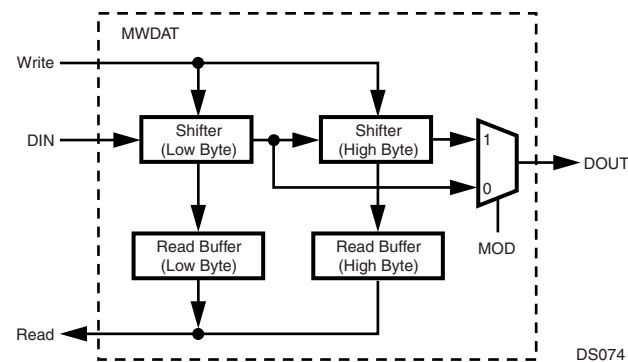 MWDAT
Write
DIN
Shifter
(Low Byte)
Shifter
(High Byte)
1
0
DOUT
MOD
Read Buffer
(Low Byte)
Read Buffer
(High Byte)
Read
DS074